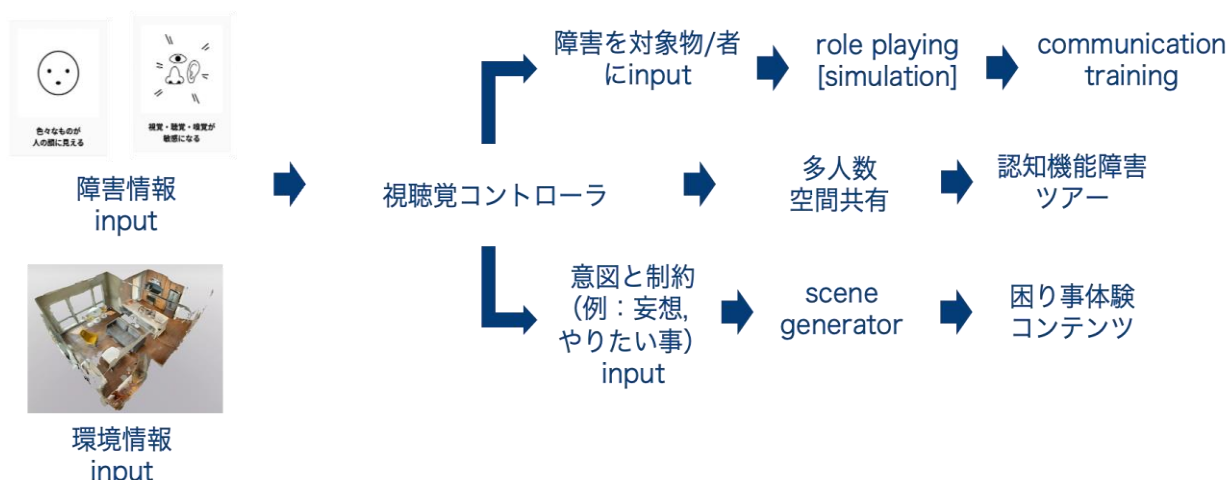 色々なものが
人の顔に見える
視覚・聴覚・嗅覚が
敏感になる
障害情報
input
環境情報
input
視聴覚コントローラ
障害を対象物/者
にinput
role playing
[simulation]
communication
training
多人数
空間共有
認知機能障害
ツアー
意図と制約
（例：妄想,
やりたい事）
input
scene
generator
困り事体験
コンテンツ